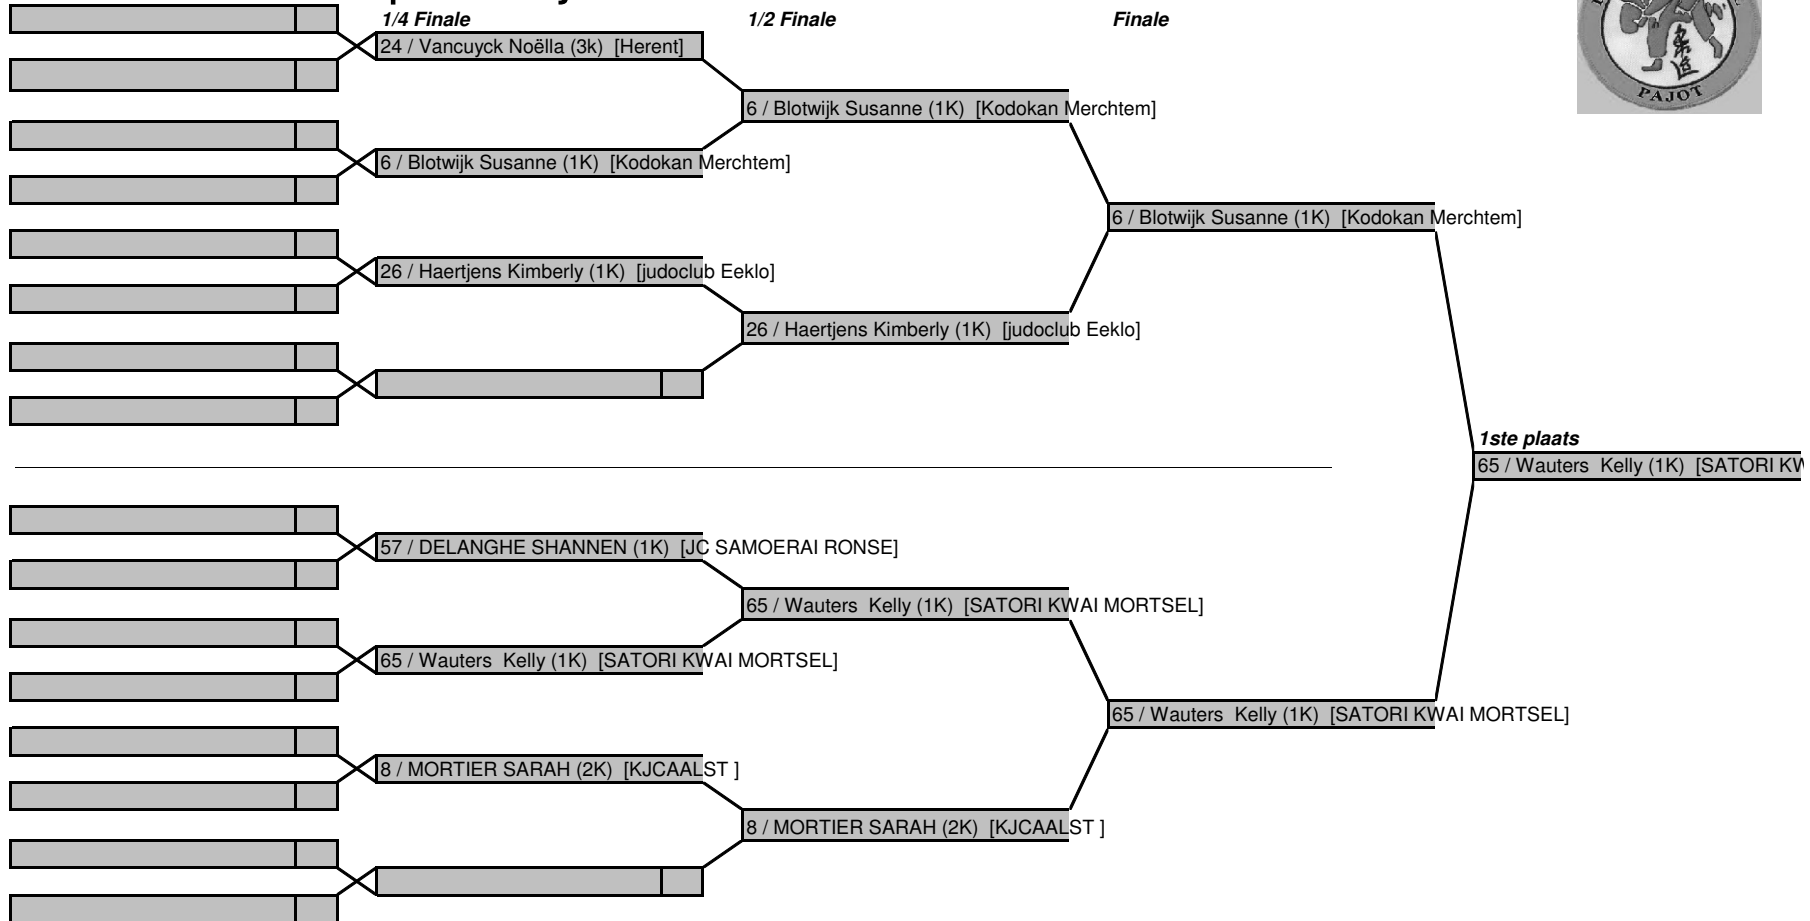 1/4 Finale
1/2 Finale
Finale
24 / Vancuyck Noëlla (3k) [Herent]
6 / Blotwijk Susanne (1K) [Kodokan Merchtem]
PAJOT
6 / Blotwijk Susanne (1K) [Kodokan Merchtem]
6 / Blotwijk Susanne (1K) [Kodokan Merchtem]
26 / Haertjens Kimberly (1K) [judoclub Eeklo]
26 / Haertjens Kimberly (1K) [judoclub Eeklo]
1ste plaats
65 / Wauters Kelly (1K) [SATORI KW
57 / DELANGHE SHANNEN (1K) [JC SAMOERAI RONSE]
65 / Wauters Kelly (1K) [SATORI KWAI MORTSEL]
65 / Wauters Kelly (1K) [SATORI KWAI MORTSEL]
65 / Wauters Kelly (1K) [SATORI KWAI MORTSEL]
8 / MORTIER SARAH (2K) [KJCAALST ]
8 / MORTIER SARAH (2K) [KJCAALST ]